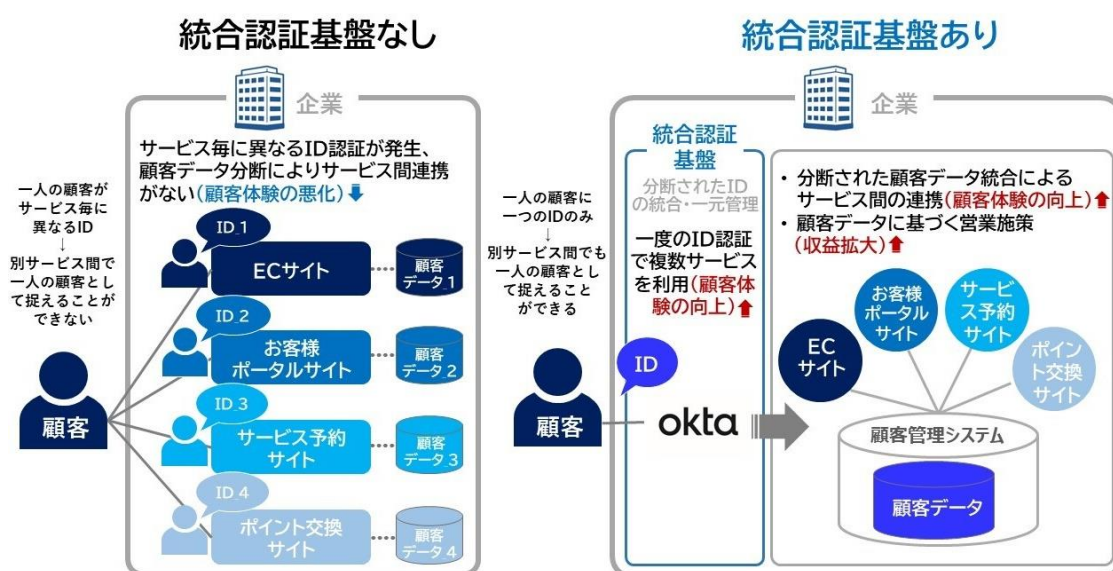 統合認証基盤なし
企業
サービス毎に異なるID認証が発生、
顧客データ分断によりサービス間連携
がない(顧客体験の悪化)⬇
一人の顧客が
サービス毎に
異なるID
↓
別サービス間で
一人の顧客として
捉えることが
できない
顧客
ID_1
ECサイト
顧客
データ_1
ID_2
お客様
ポータルサイト
顧客
データ_2
ID_3
サービス予約
サイト
顧客
データ_3
ID_4
ポイント交換
サイト
顧客
データ_4
統合認証基盤あり
企業
一人の顧客に
一つのIDのみ
↓
別サービス間でも
一人の顧客とし
て捉えること
ができる
顧客
ID
統合認証
基盤
分断されたID
の統合・一元管理
一度のID認証
で複数サービス
を利用(顧客体
験の向上)⬆
okta
・ 分断された顧客データ統合による
サービス間の連携(顧客体験の向上)⬆
・ 顧客データに基づく営業施策
(収益拡大)⬆
EC
サイト
お客様
ポータル
サイト
サービ
ス予約
サイト
ポイン
ト交換
サイト
顧客管理システム
顧客データ